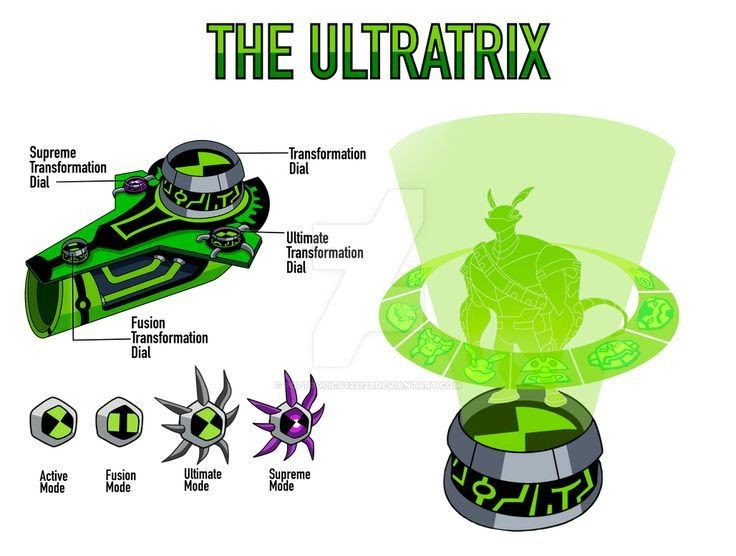 THE ULTRATRIX
Supreme
Transformation
Dial
Transformation
Dial
Ultimate
Transformation
Dial
Fusion
Transformation
Dial
Active
Mode
Fusion
Mode
Ultimate
Mode
Supreme
Mode